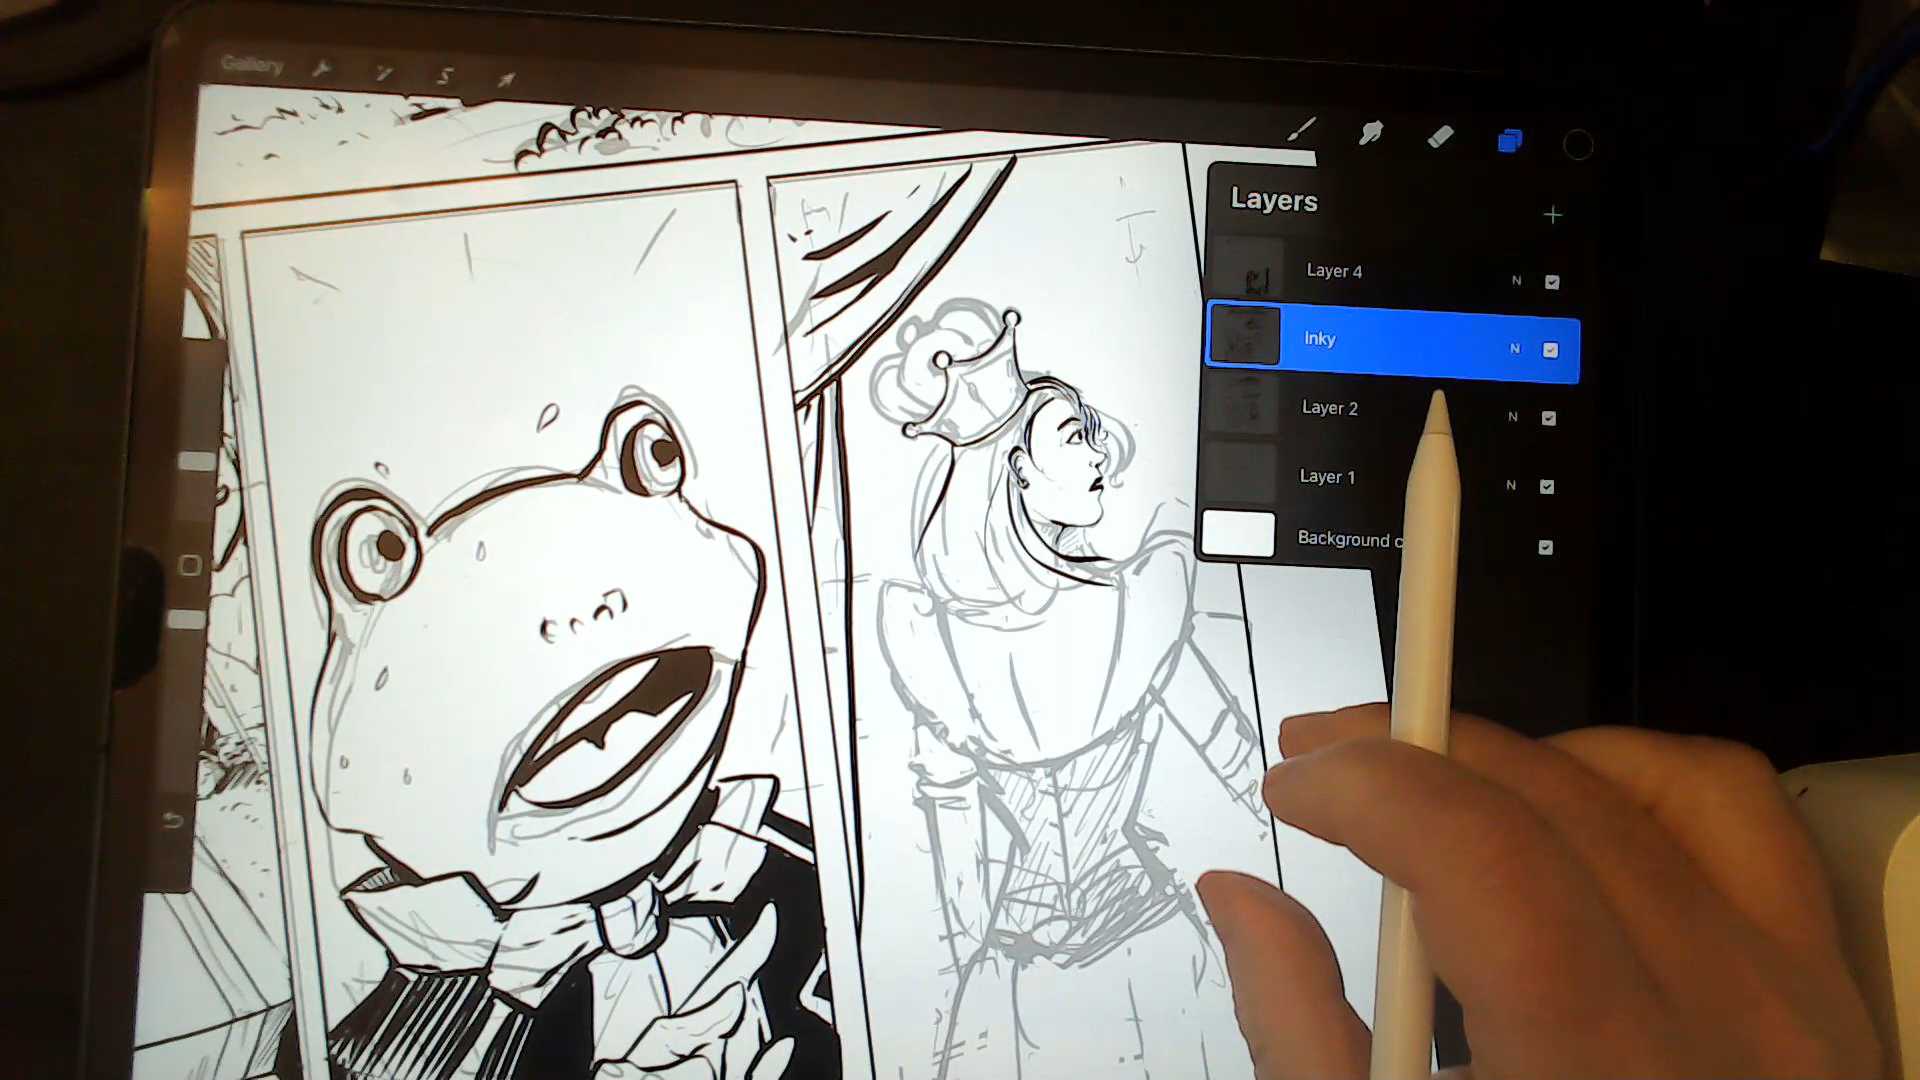 Gallery
Layers
Layer 4 N
Inky N
Layer 2 N
Layer 1 N
Background c